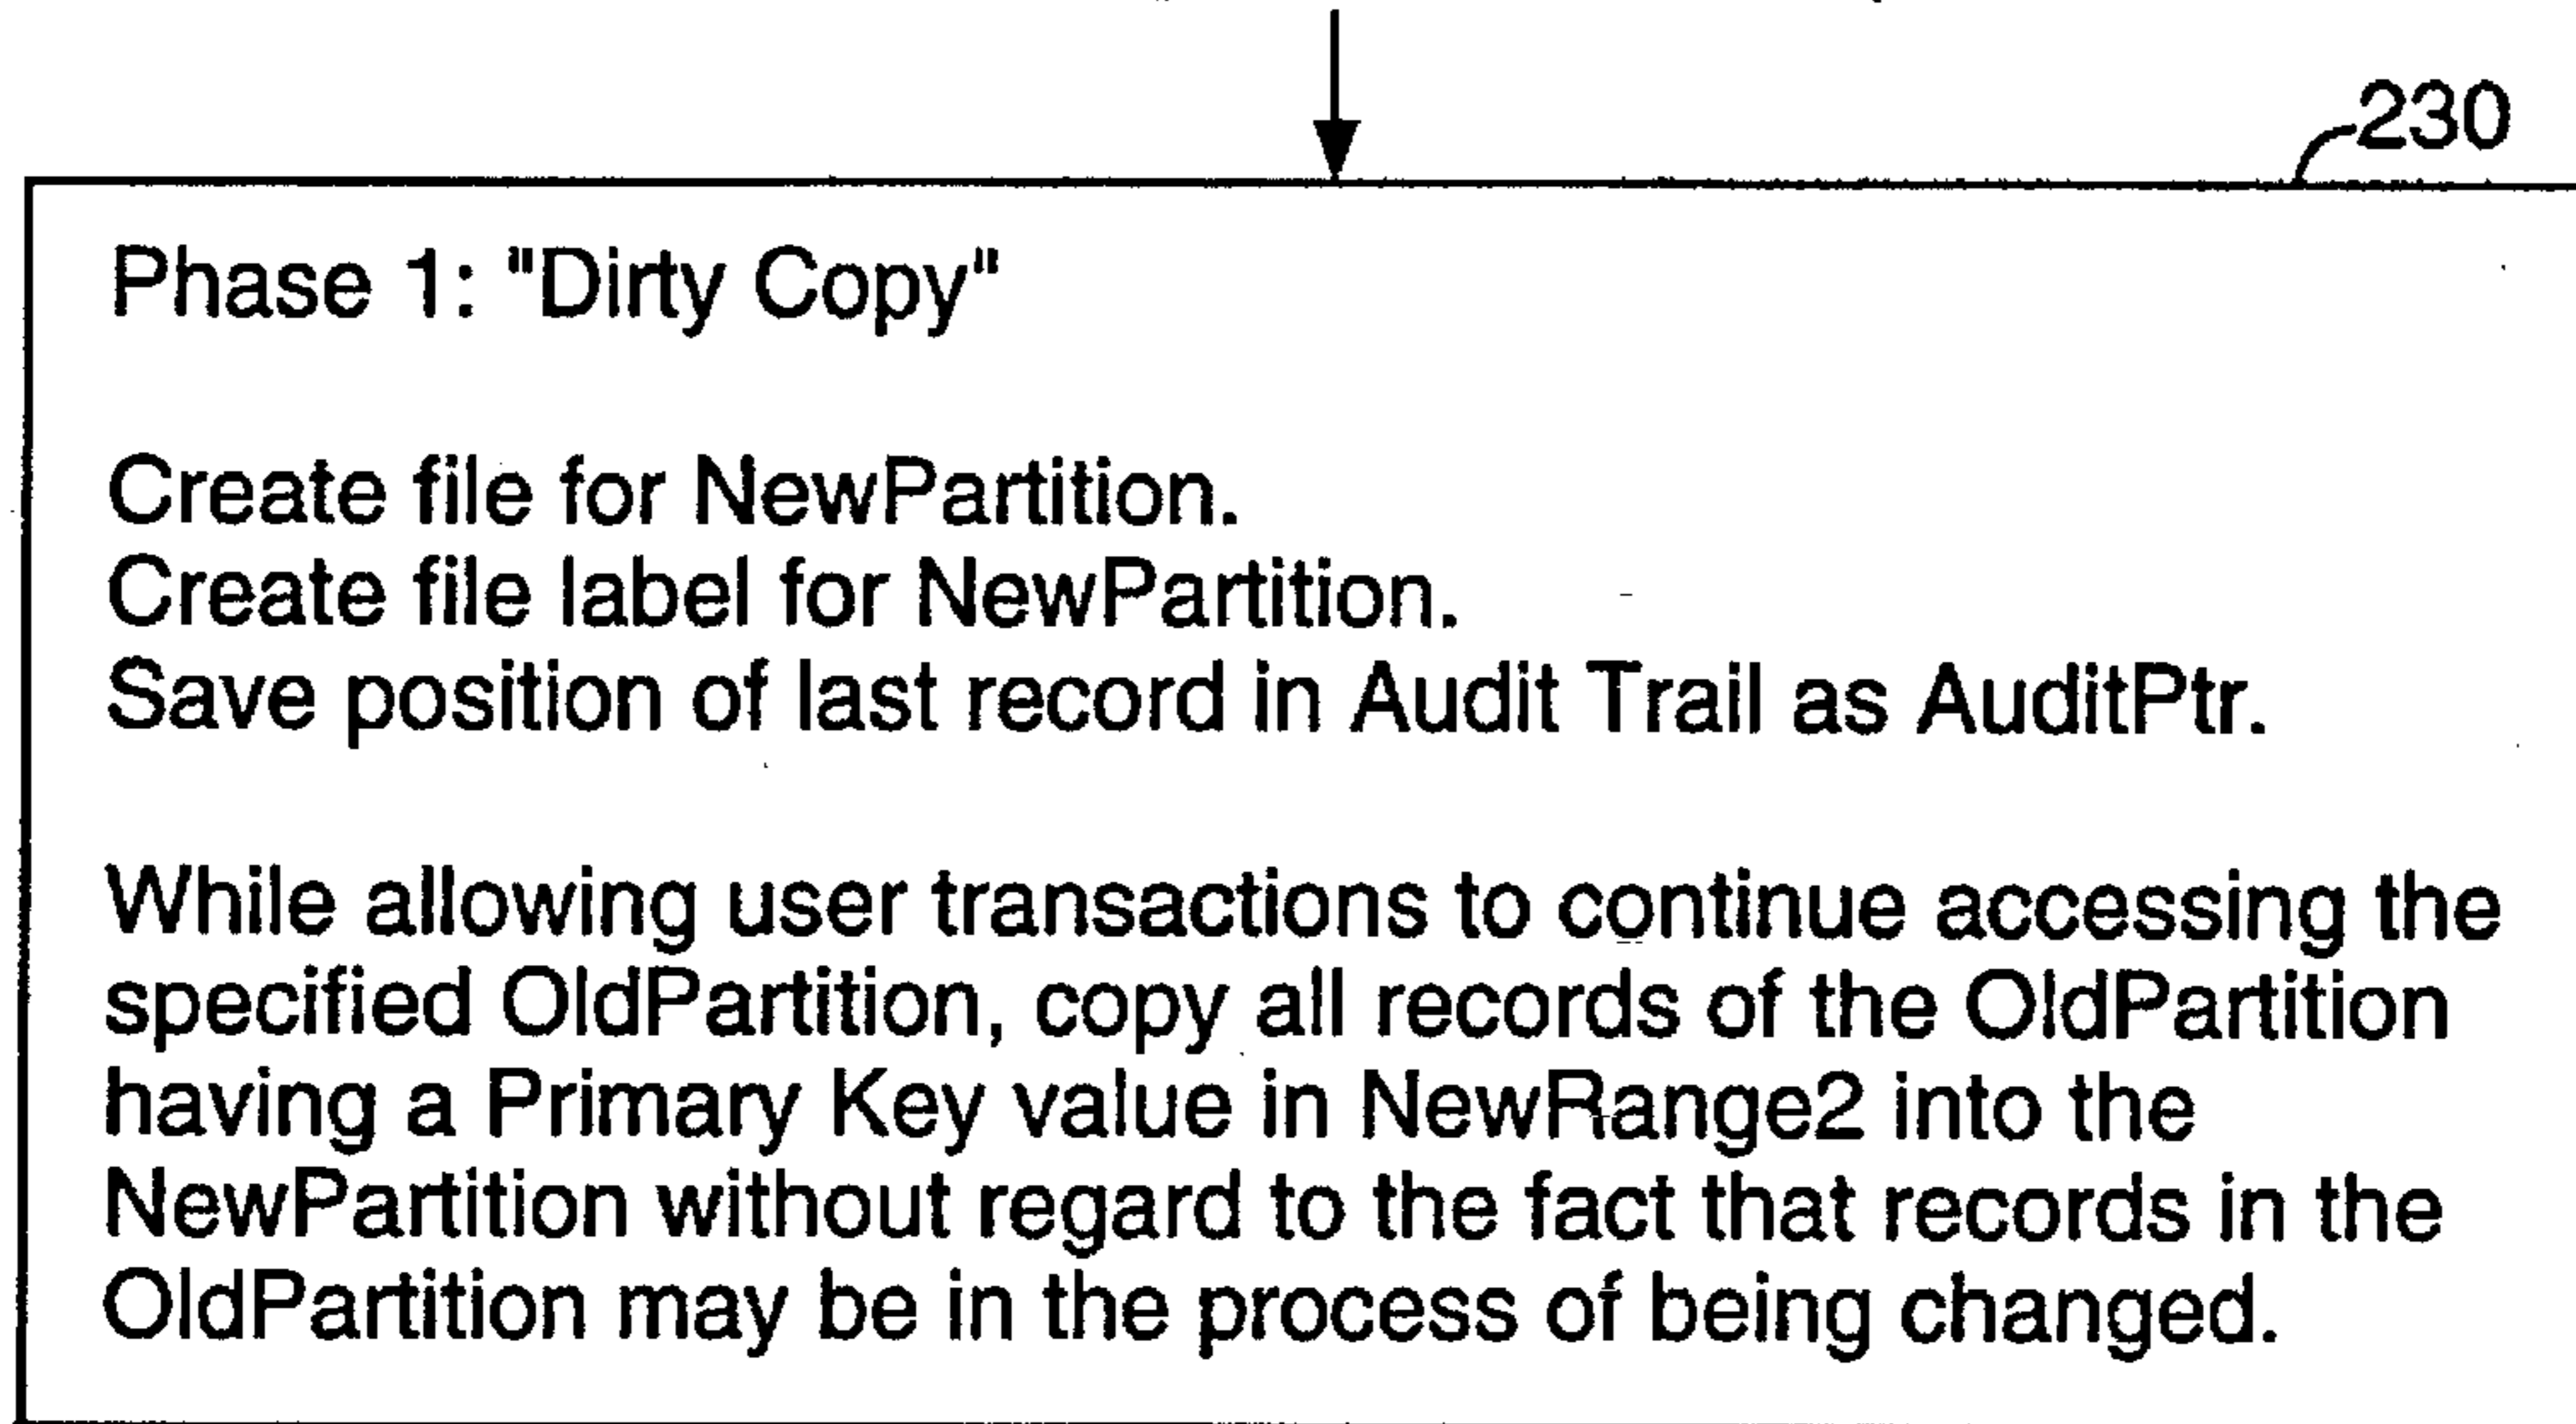 230
Phase 1: "Dirty Copy"
Create file for NewPartition.
Create file label for NewPartition.
Save position of last record in Audit Trail as AuditPtr.
While allowing user transactions to continue accessing the
specified OldPartition, copy all records of the OldPartition
having a Primary Key value in NewRange2 into the
NewPartition without regard to the fact that records in the
OldPartition may be in the process of being changed.